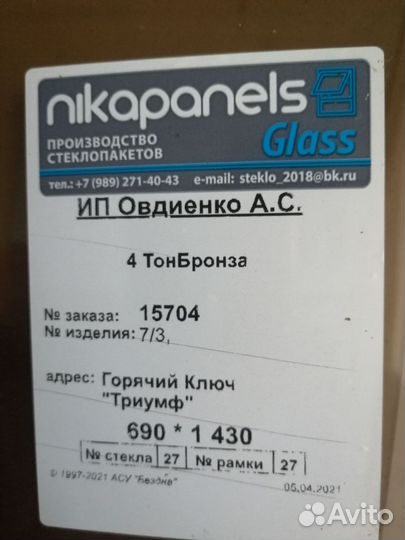 nikapanels
Glass
ПРОИЗВОДСТВО
СТЕКЛОПАКЕТОВ
тел.: +7 (989) 271-40-43 e-mail: steklo_2018@bk.ru
ИП Овдиенко А.С.
4 ТонБронза
№ заказа: 15704
№ изделия: 7/3,
адрес: Горячий Ключ
"Триумф"
690 * 1 430
№ стекла 27 № рамки 27
© 1997-2021 АСУ "Бездна" 05.04.2021
Avito